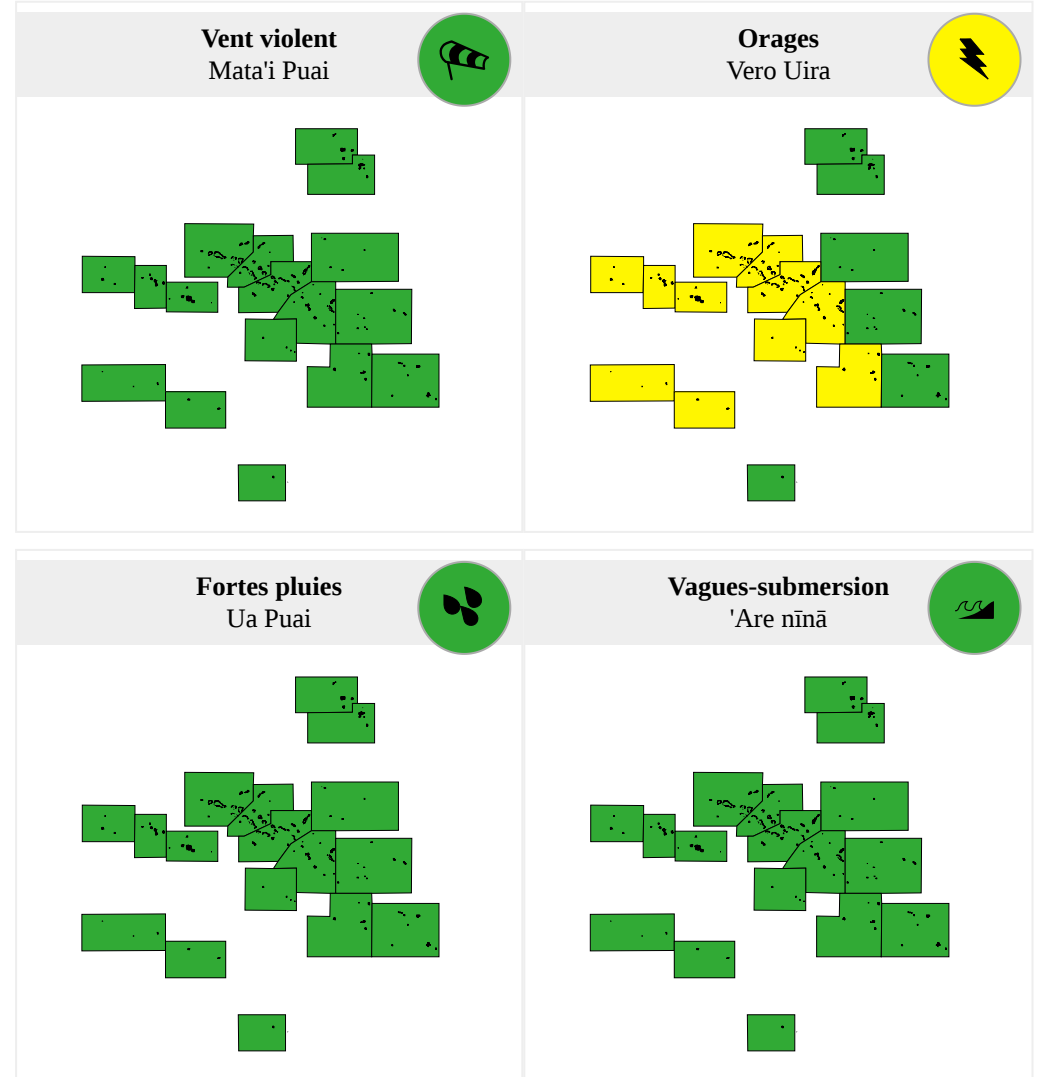 Vent violent
Mata'i Puai
Orages
Vero Uira
Fortes pluies
Ua Puai
Vagues-submersion
'Are nīnā